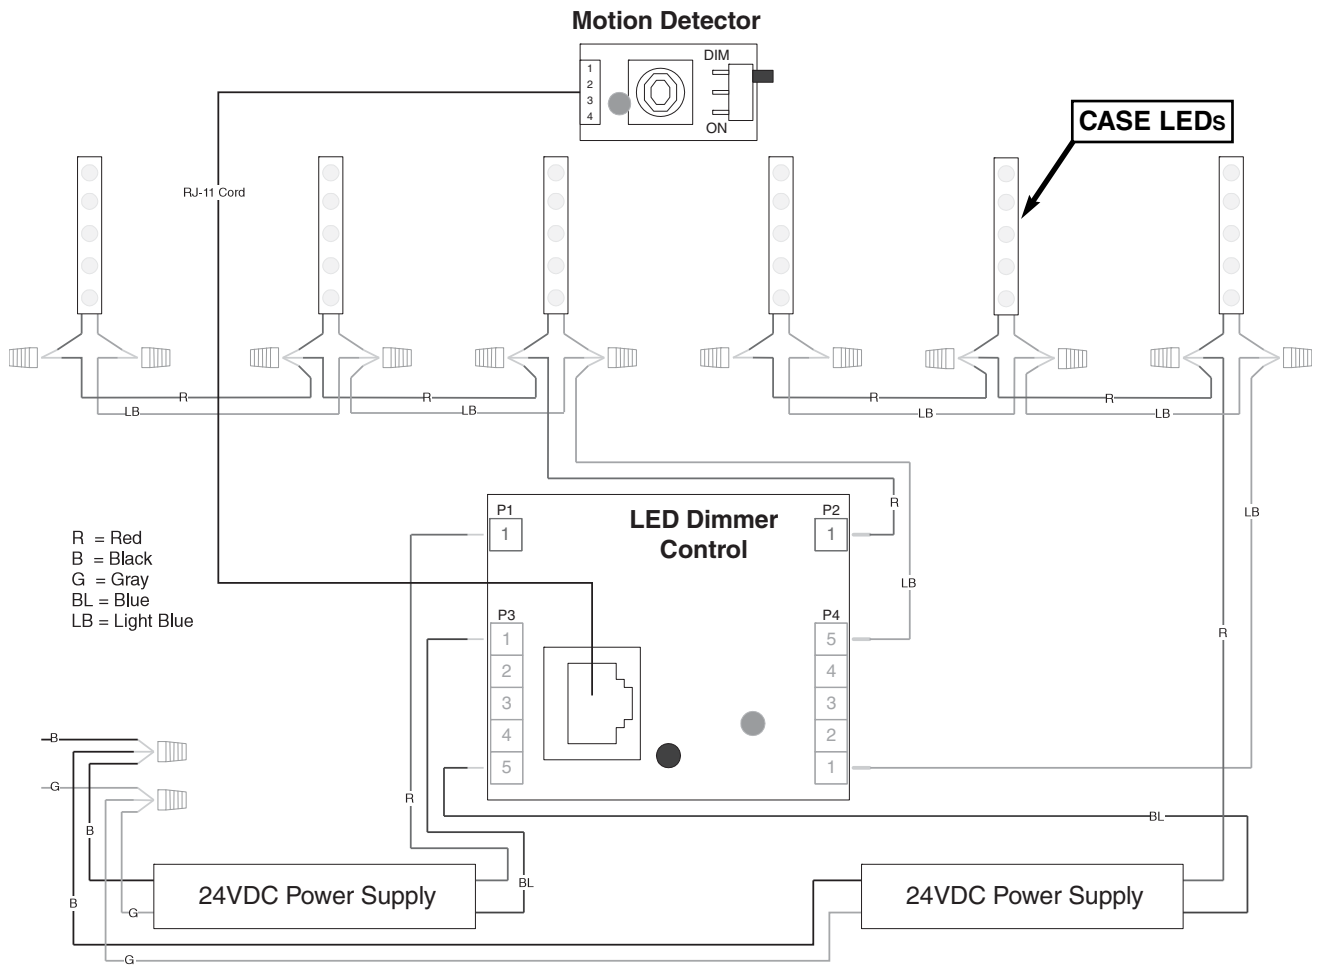 Motion Detector
DIM
1
2
3
4
ON
CASE LEDs
RJ-11 Cord
R
LB
R
LB
R
LB
R
LB
R
LB
LB
R
LB
R
P1
1
LED Dimmer
Control
P2
1
R = Red
B = Black
G = Gray
BL = Blue
LB = Light Blue
P3
1
2
3
4
5
P4
5
4
3
2
1
B
G
R
B
BL
BL
24VDC Power Supply
24VDC Power Supply
B
G
G